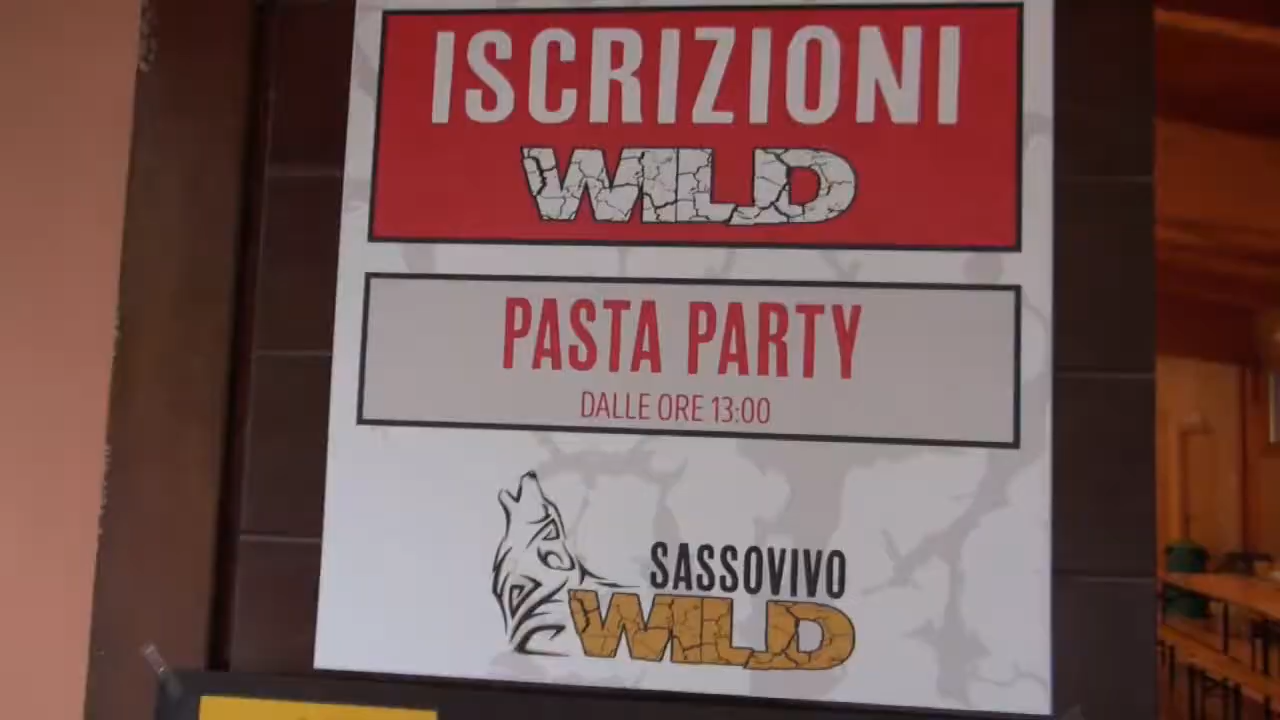 ISCRIZIONI
WILD
PASTA PARTY
DALLE ORE 13:00
SASSOVIVO
WILD